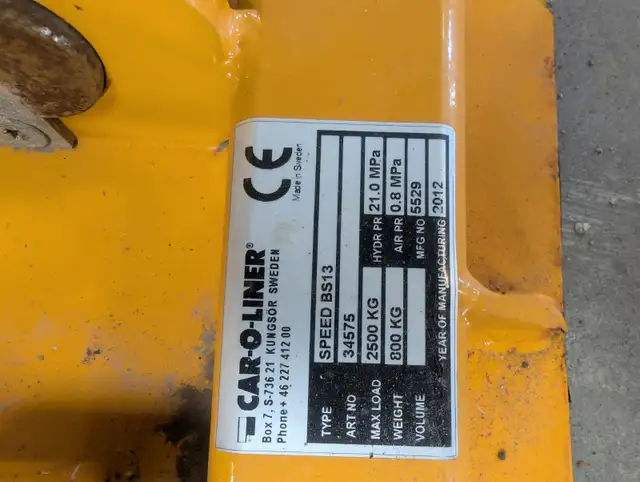 CAR-O-LINER®
Box 7, S-736 21 KUNGSÖR SWEDEN
Phone + 46 227 412 00
CE
Made in Sweden
TYPE SPEED BS13
ART NO 34575
MAX LOAD 2500 KG HYDR PR 21.0 MPa
WEIGHT 800 KG AIR PR 0.8 MPa
VOLUME MFG NO 5529
YEAR OF MANUFACTURING 2012